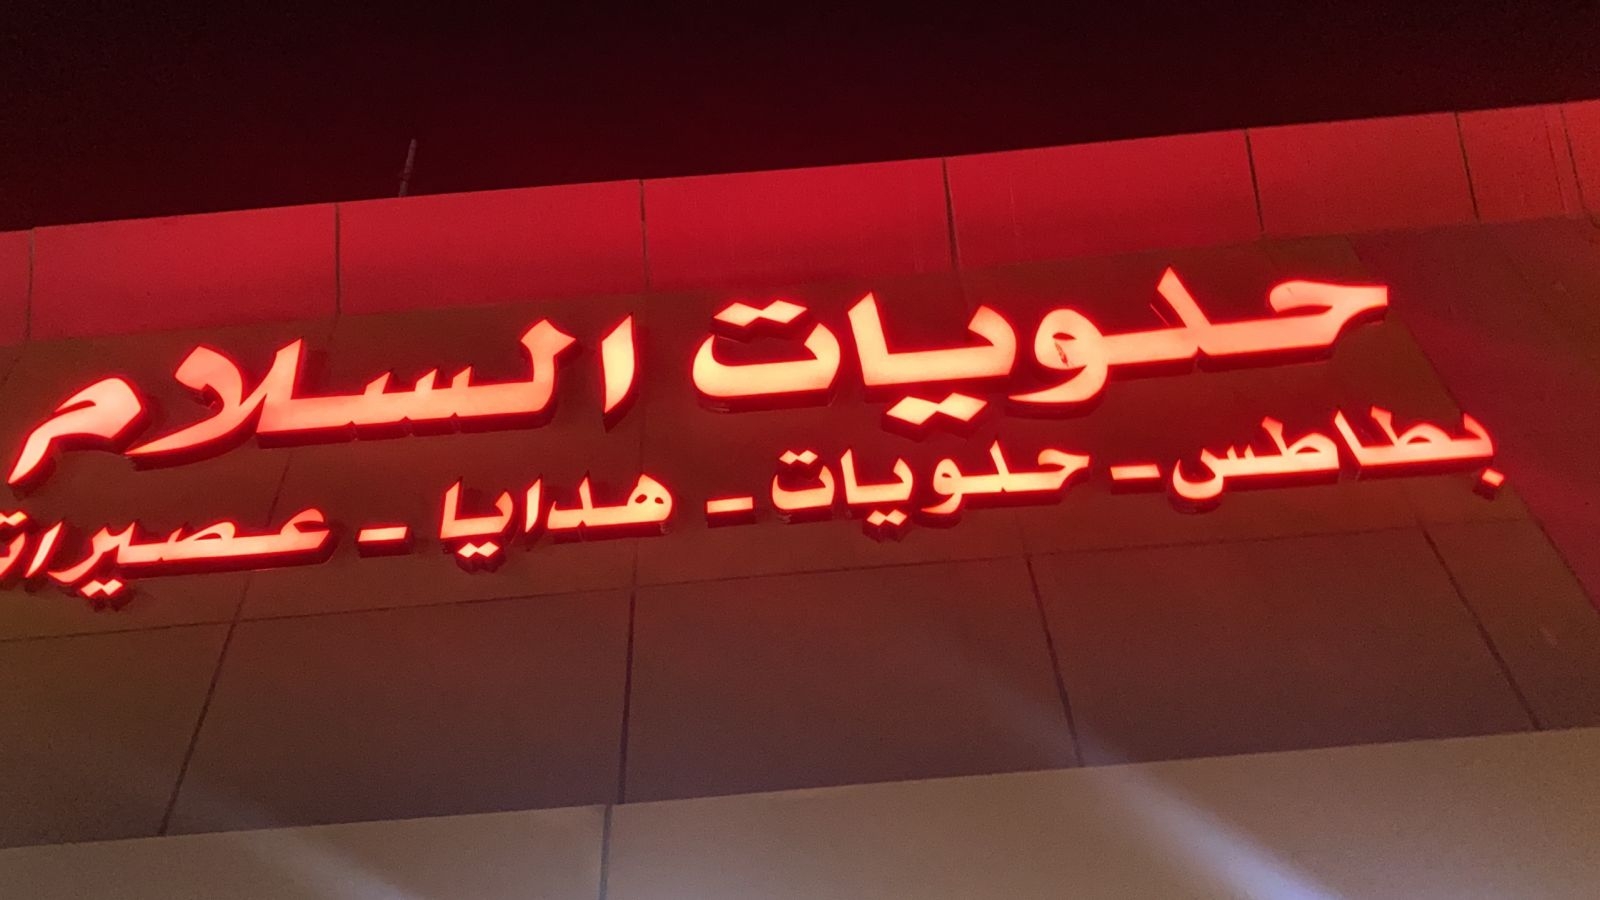 حلويات السلام
بطاطس - حلويات - هدايا - عصيرات